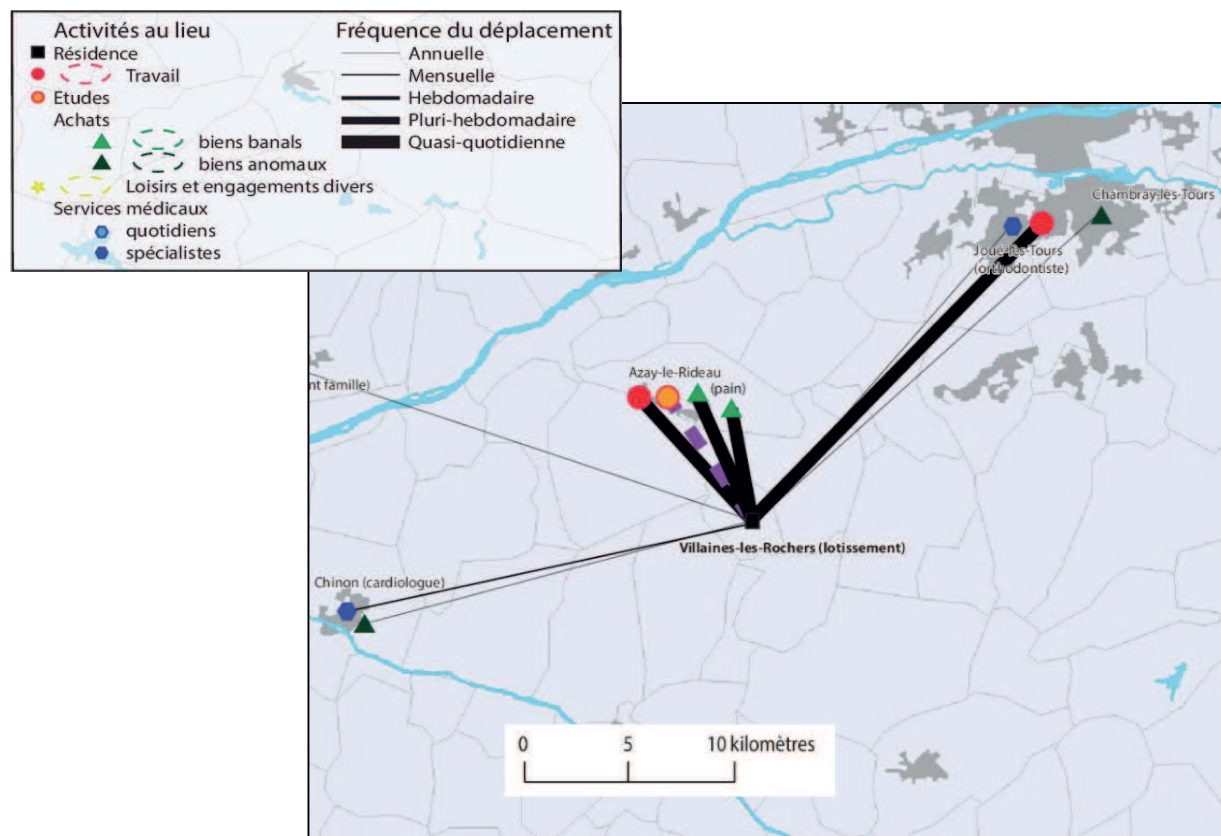 Activités au lieu
Résidence
Travail
Etudes
Achats
biens banals
biens anomaux
Loisirs et engagements divers
Services médicaux
quotidiens
spécialistes
Fréquence du déplacement
Annuelle
Mensuelle
Hebdomadaire
Pluri-hebdomadaire
Quasi-quotidienne
Chambray-lès-Tours
Joué-lès-Tours
(orthodontiste)
Azay-le-Rideau
(pain)
nt famille)
Villaines-les-Rochers (lotissement)
Chinon (cardiologue)
0 5 10 kilomètres